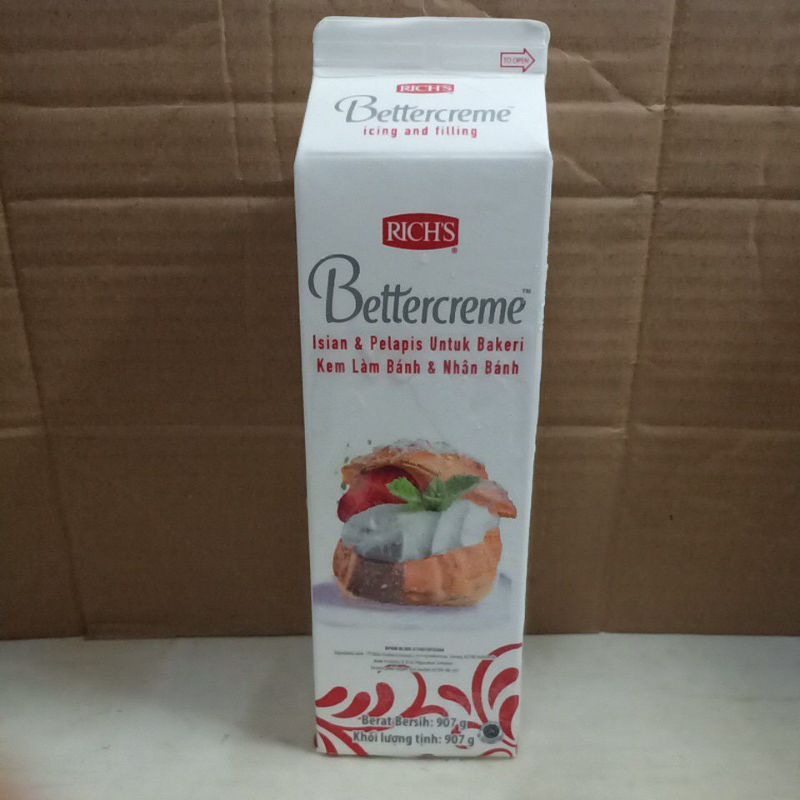 TO OPEN
RICH'S
Bettercreme™
icing and filling
RICH'S®
Bettercreme™
Isian & Pelapis Untuk Bakeri
Kem Làm Bánh & Nhân Bánh
Berat Bersih: 907 g
Khối lượng tịnh: 907 g